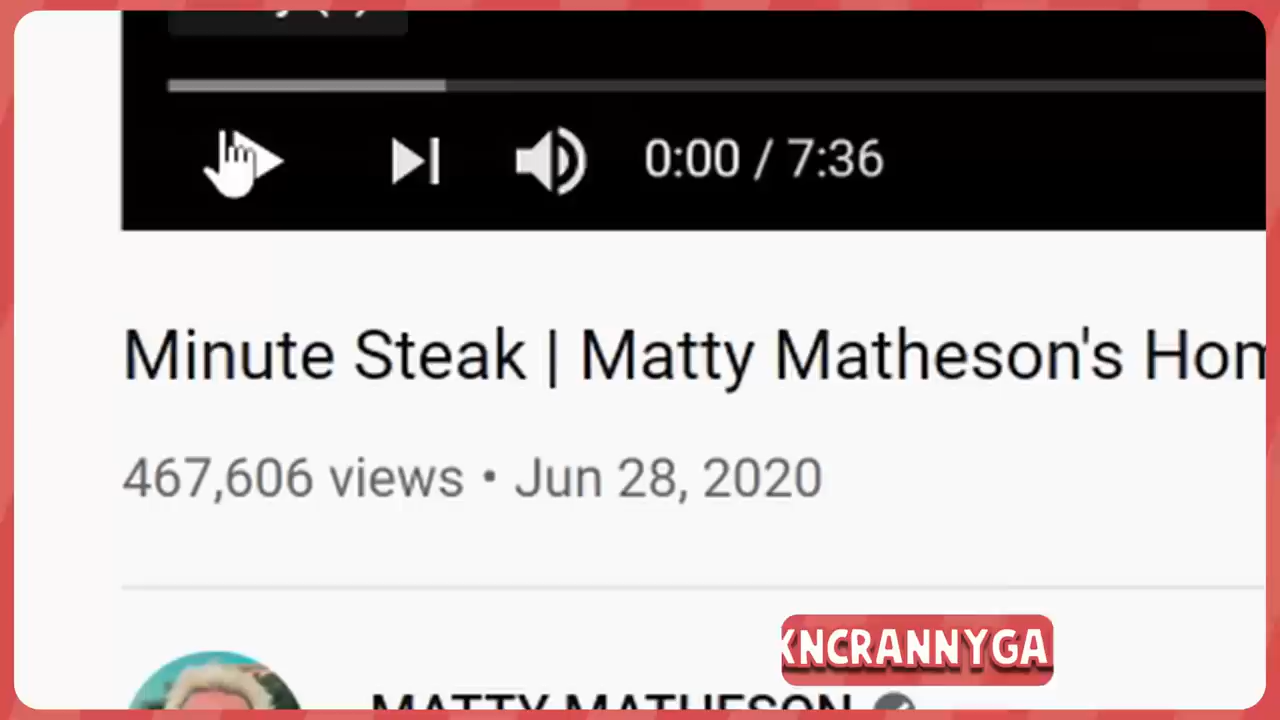 0:00 / 7:36
Minute Steak | Matty Matheson's Hom
467,606 views • Jun 28, 2020
KNCRANNYGA
MATTY MATHESON